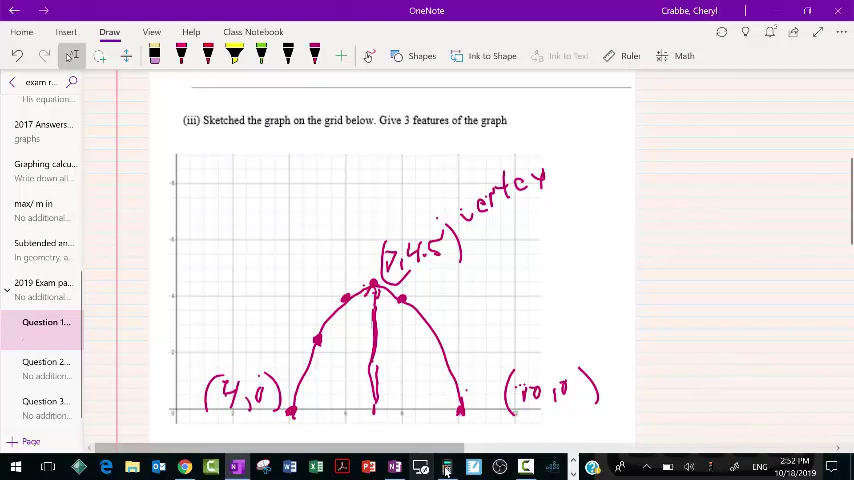 OneNote
Crabbe, Cheryl
Home
Insert
Draw
View
Help
Class Notebook
Shapes
Ink to Shape
Ink to Text
Ruler
Math
exam r...
His equation...
2017 Answers...
graphs
Graphing calcu...
Write down all...
max/ m in
No additional...
Subtended an...
In geometry, a...
2019 Exam pa...
No additional...
Question 1...
.
Question 2...
No additional...
Question 3...
No additional...
Page
(iii) Sketched the graph on the grid below. Give 3 features of the graph
vertex
(7,4.5)
(4,0)
(10,0)
ENG
2:52 PM
10/18/2019